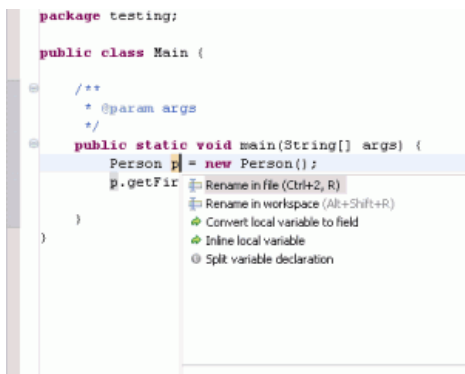 package testing;
public class Main {
/**
* @param args
*/
public static void main(String[] args) {
Person p = new Person();
p.getFir
Rename in file (Ctrl+2, R)
Rename in workspace (Alt+Shift+R)
Convert local variable to field
Inline local variable
Split variable declaration
}
}